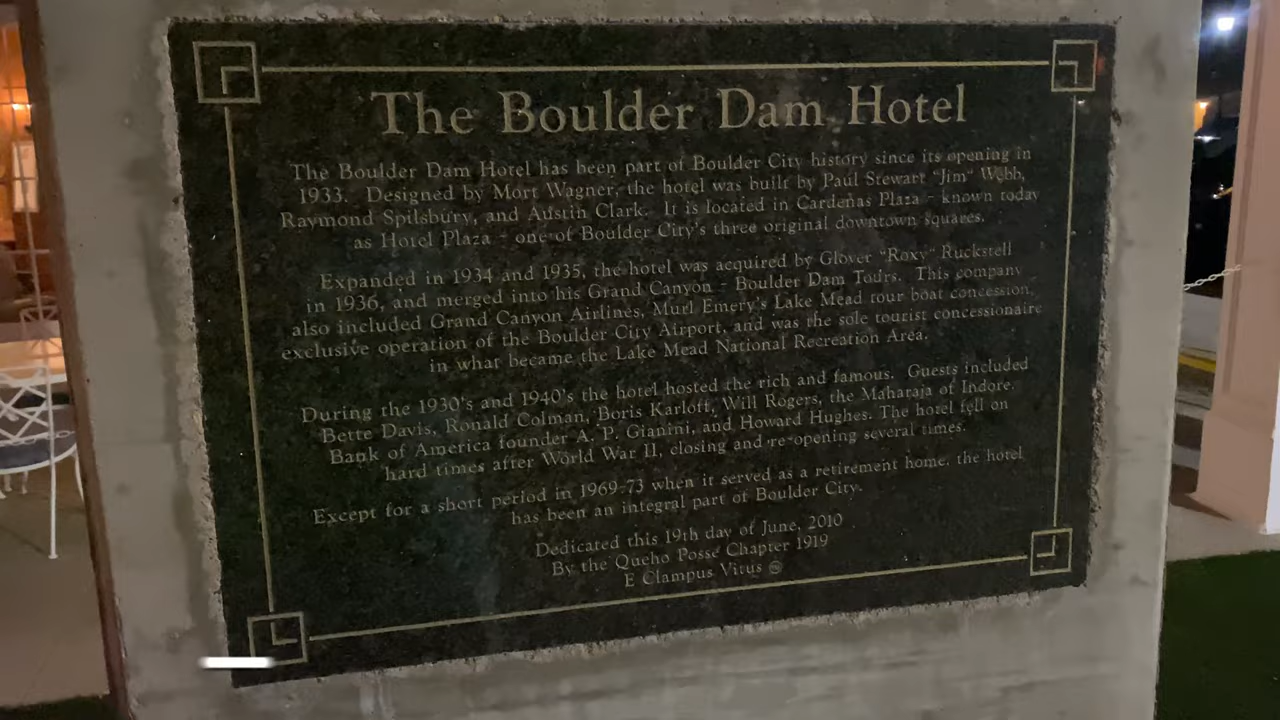 The Boulder Dam Hotel
The Boulder Dam Hotel has been part of Boulder City history since its opening in
1933. Designed by Mort Wagner, the hotel was built by Paul Stewart "Jim" Webb,
Raymond Spilsbury, and Austin Clark. It is located in Cardenas Plaza - known today
as Hotel Plaza - one of Boulder City's three original downtown squares.
Expanded in 1934 and 1935, the hotel was acquired by Glover "Roxy" Ruckstell
in 1936, and merged into his Grand Canyon - Boulder Dam Tours. This company
also included Grand Canyon Airlines, Murl Emery's Lake Mead tour boat concession,
exclusive operation of the Boulder City Airport, and was the sole tourist concessionaire
in what became the Lake Mead National Recreation Area.
During the 1930's and 1940's the hotel hosted the rich and famous. Guests included
Bette Davis, Ronald Colman, Boris Karloff, Will Rogers, the Maharaja of Indore,
Bank of America founder A. P. Gianini, and Howard Hughes. The hotel fell on
hard times after World War II, closing and re-opening several times.
Except for a short period in 1969-73 when it served as a retirement home, the hotel
has been an integral part of Boulder City.
Dedicated this 19th day of June, 2010
By the Queho Posse Chapter 1919
E Clampus Vitus